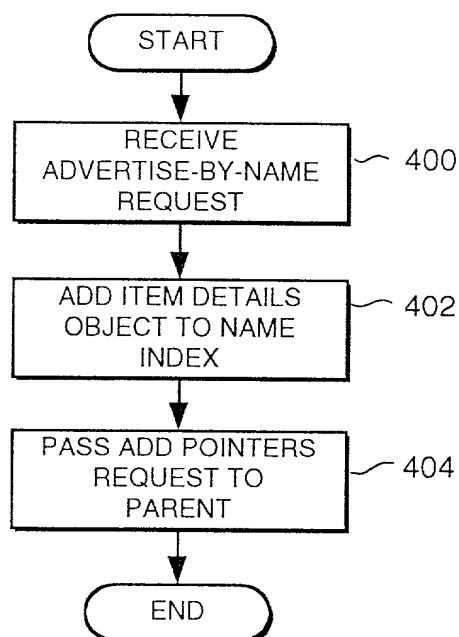 START
RECEIVE
ADVERTISE-BY-NAME
REQUEST
400
ADD ITEM DETAILS
OBJECT TO NAME
INDEX
402
PASS ADD POINTERS
REQUEST TO
PARENT
404
END